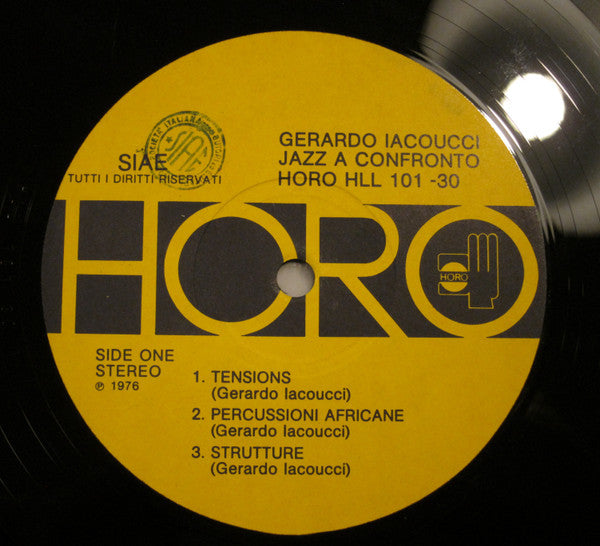 GERARDO IACOUCCI
JAZZ A CONFRONTO
HORO HLL 101 -30
SIAE
SIAE
TUTTI I DIRITTI RISERVATI
HORO
HORO
SIDE ONE
STEREO
℗ 1976
1. TENSIONS
(Gerardo Iacoucci)
2. PERCUSSIONI AFRICANE
(Gerardo Iacoucci)
3. STRUTTURE
(Gerardo Iacoucci)